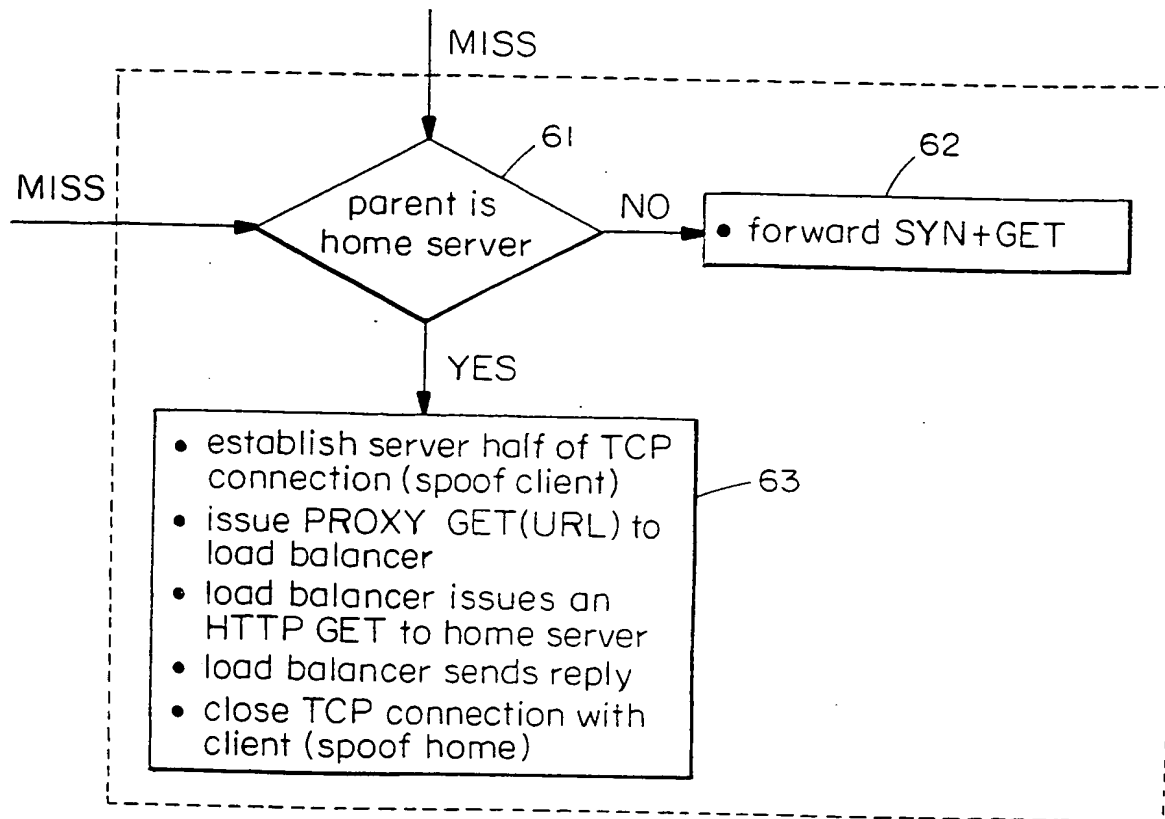 MISS
61
62
MISS
parent is
home server
NO
• forward SYN+GET
YES
• establish server half of TCP
connection (spoof client)
63
• issue PROXY GET(URL) to
load balancer
• load balancer issues an
HTTP GET to home server
• load balancer sends reply
• close TCP connection with
client (spoof home)